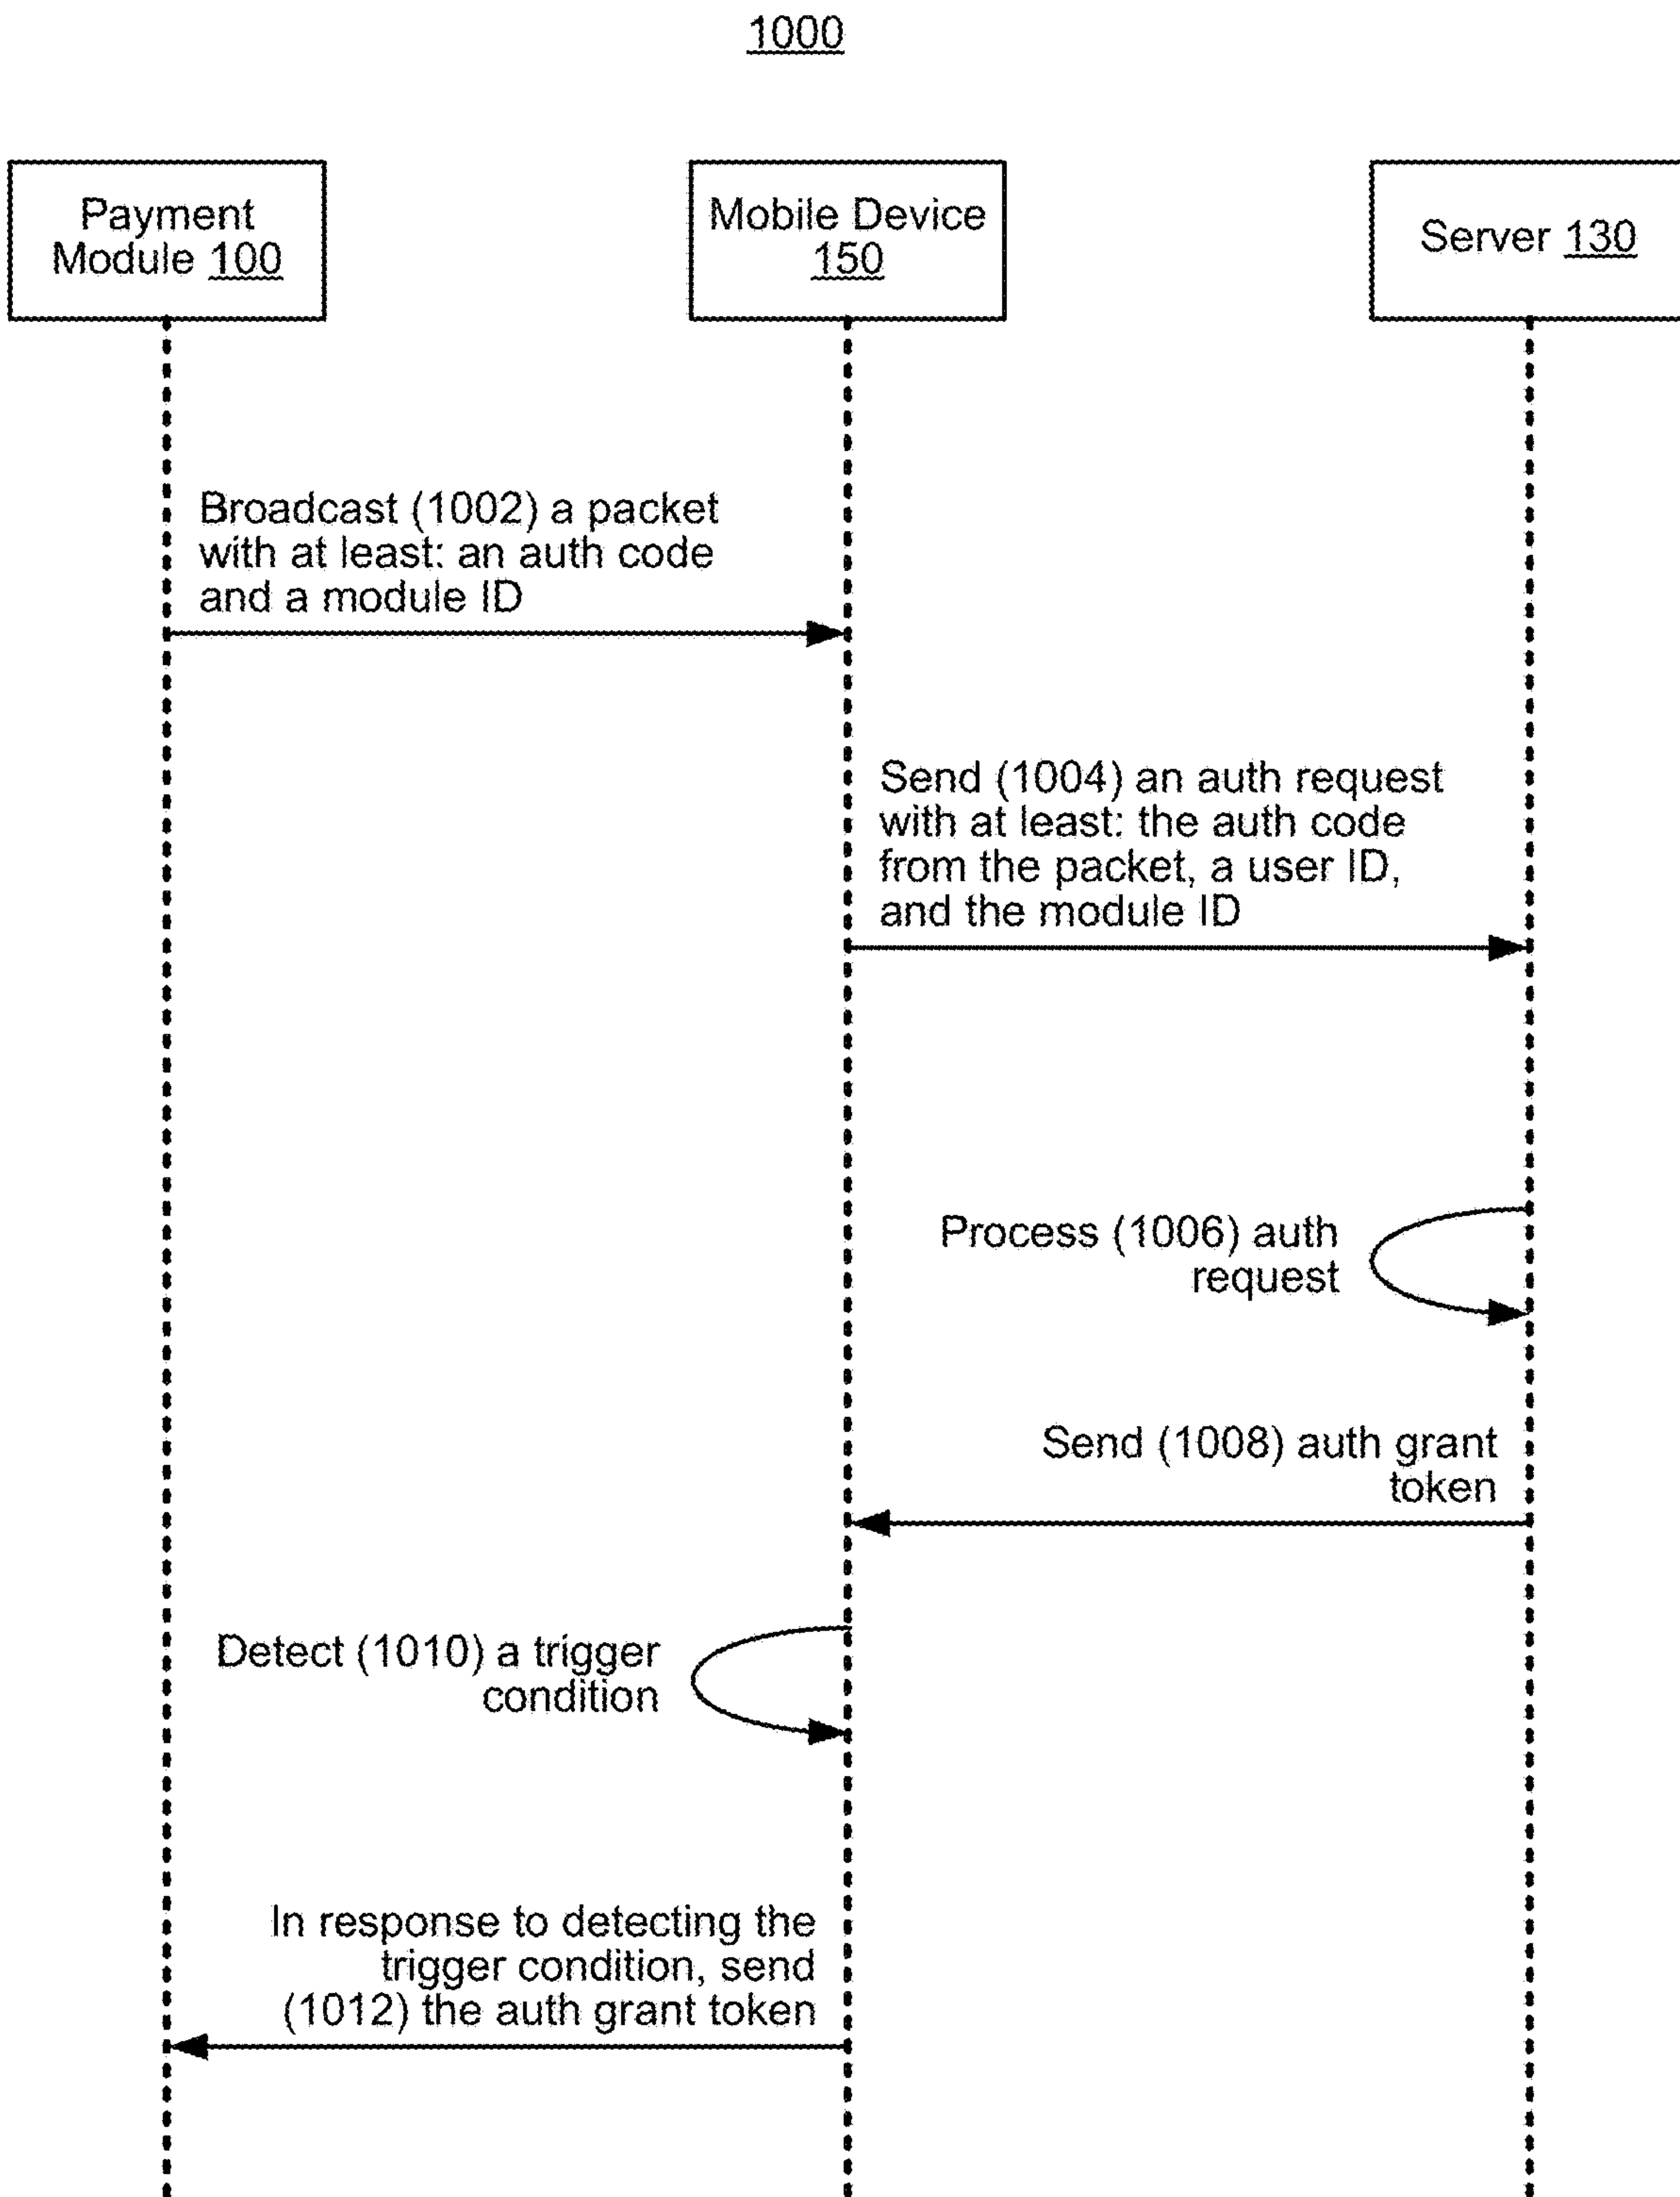 1000
Payment
Module 100
Mobile Device
150
Server 130
Broadcast (1002) a packet
with at least: an auth code
and a module ID
Send (1004) an auth request
with at least: the auth code
from the packet, a user ID,
and the module ID
Process (1006) auth
request
Send (1008) auth grant
token
Detect (1010) a trigger
condition
In response to detecting the
trigger condition, send
(1012) the auth grant token